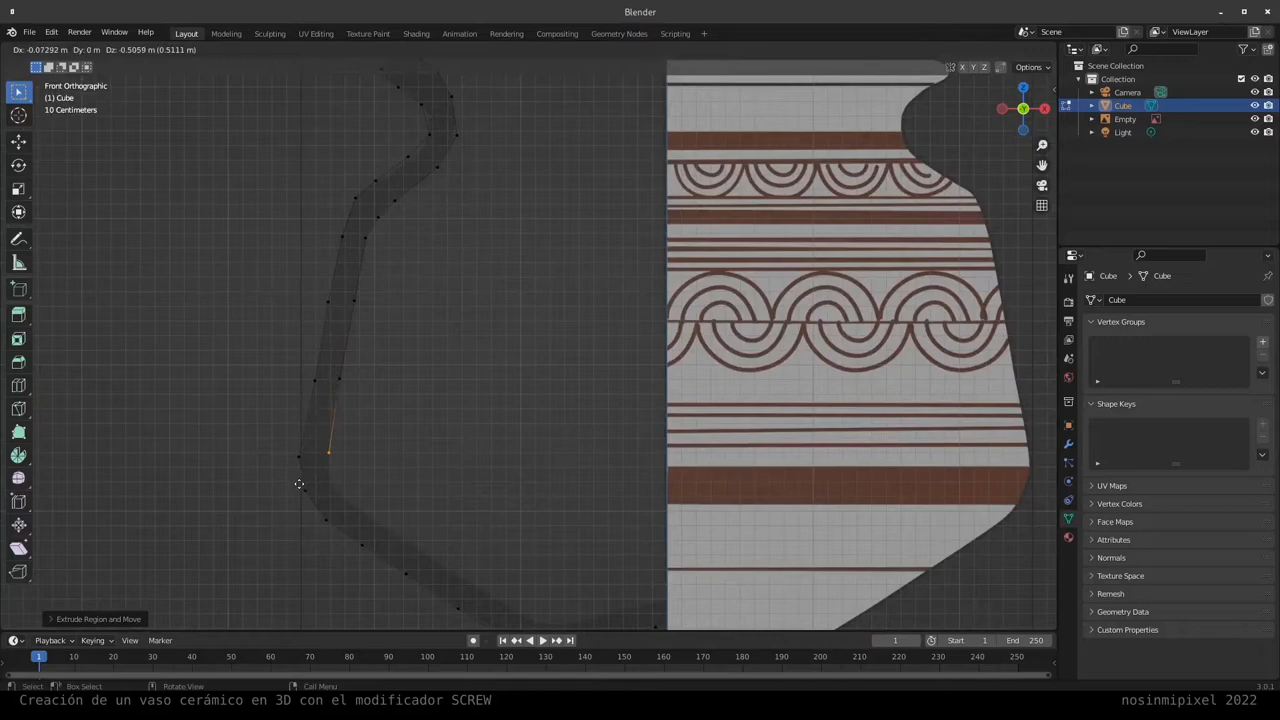 Blender
File Edit Render Window Help Layout Modeling Sculpting UV Editing Texture Paint Shading Animation Rendering Compositing Geometry Nodes Scripting + Scene ViewLayer
Dx: -0.07292 m Dy: 0 m Dz: -0.5059 m (0.5111 m)
X Y Z Options
Front Orthographic
(1) Cube
10 Centimeters
Z
Y X
Scene Collection
Collection
Camera
Cube
Empty
Light
Cube Cube
Cube
Vertex Groups
Shape Keys
UV Maps
Vertex Colors
Face Maps
Attributes
Normals
Texture Space
Remesh
Geometry Data
Custom Properties
Extrude Region and Move
Playback Keying View Marker 1 Start 1 End 250
1 10 20 30 40 50 60 70 80 90 100 110 120 130 140 150 160 170 180 190 200 210 220 230 240 250
Select Box Select Rotate View Call Menu 3.0.1
Creación de un vaso cerámico en 3D con el modificador SCREW nosinmipixel 2022